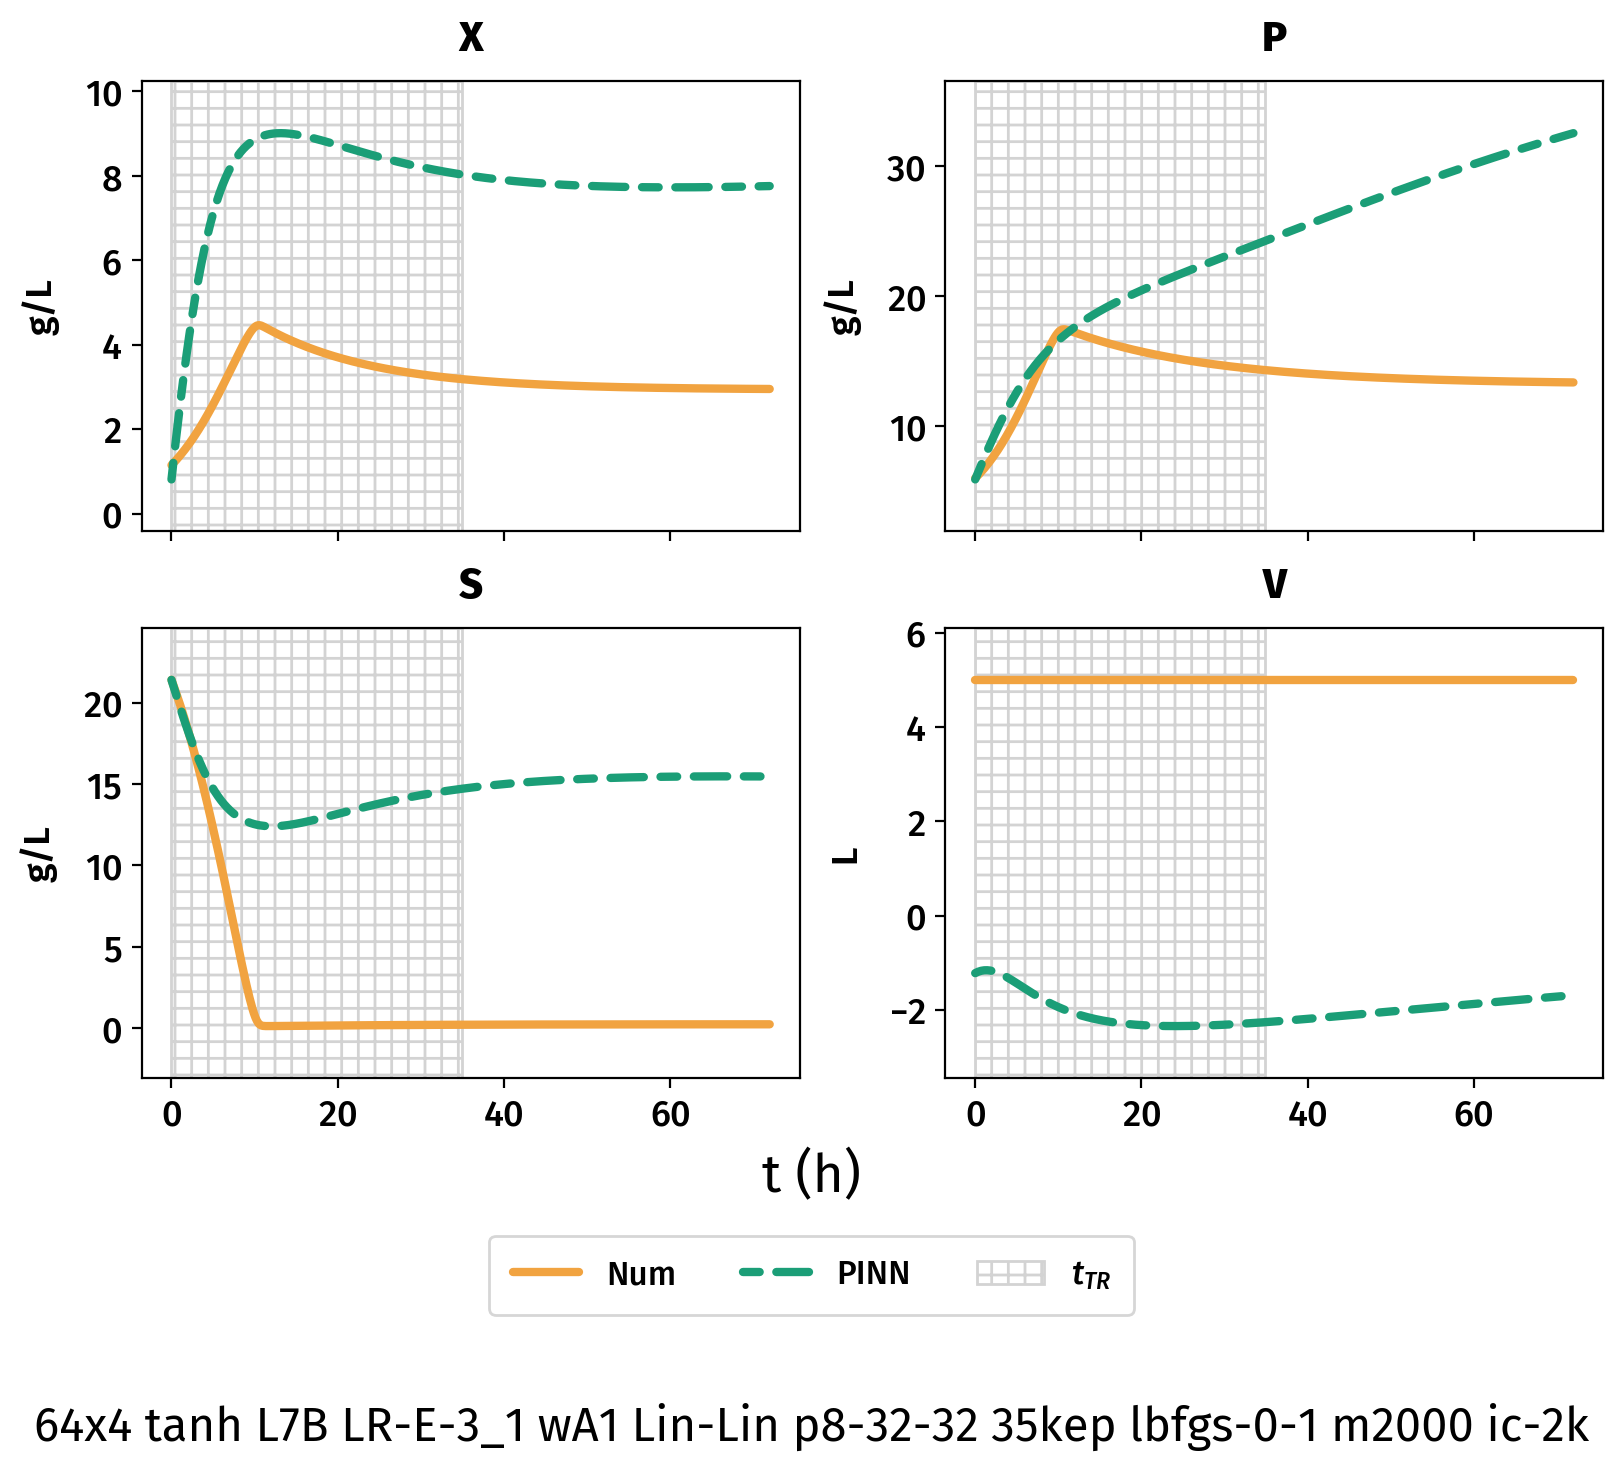 X
P
10
8
6
4
2
0
g/L
30
20
10
g/L
S
V
20
15
10
5
0
g/L
6
4
2
0
−2
L
0 20 40 60
0 20 40 60
t (h)
Num PINN t_TR
64x4 tanh L7B LR-E-3_1 wA1 Lin-Lin p8-32-32 35kep lbfgs-0-1 m2000 ic-2k